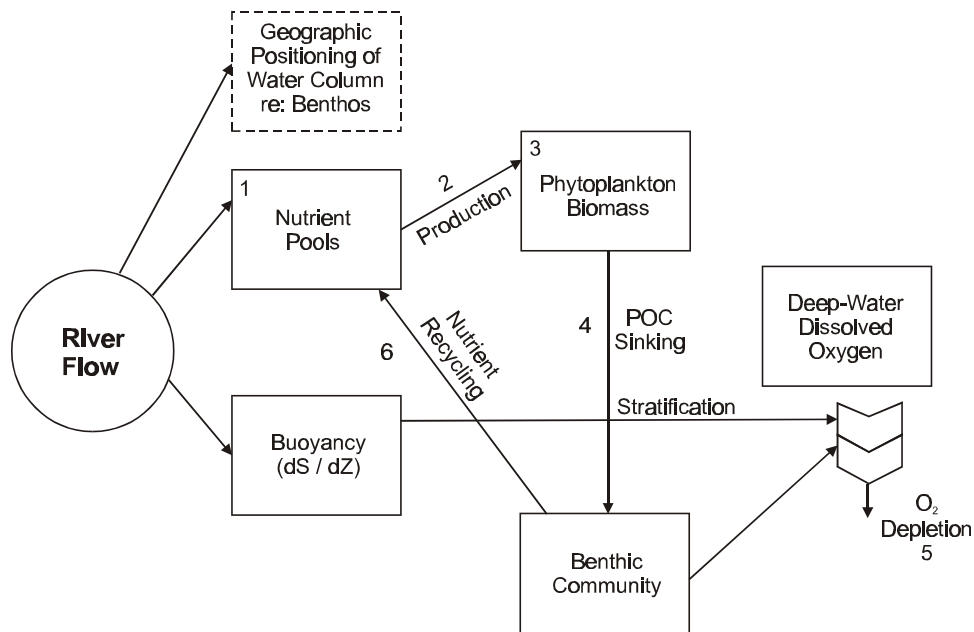 Geographic
Positioning of
Water Column
re: Benthos
1
Nutrient
Pools
2
Production
3
Phytoplankton
Biomass
RIver
Flow
6
Nutrient
Recycling
4
POC
Sinking
Deep-Water
Dissolved
Oxygen
Buoyancy
(dS / dZ)
Stratification
Benthic
Community
O₂
Depletion
5